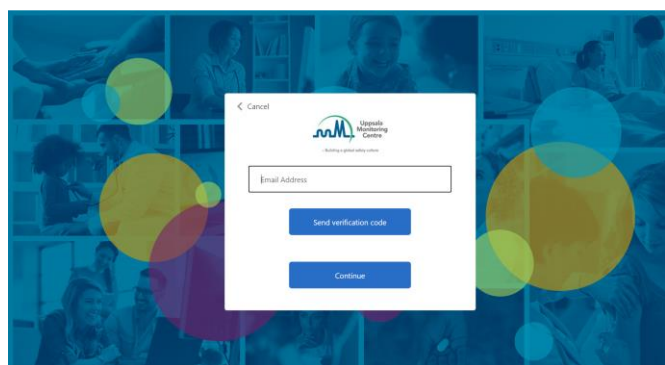 Cancel
Uppsala
Monitoring
Centre
Email Address
Send verification code
Continue